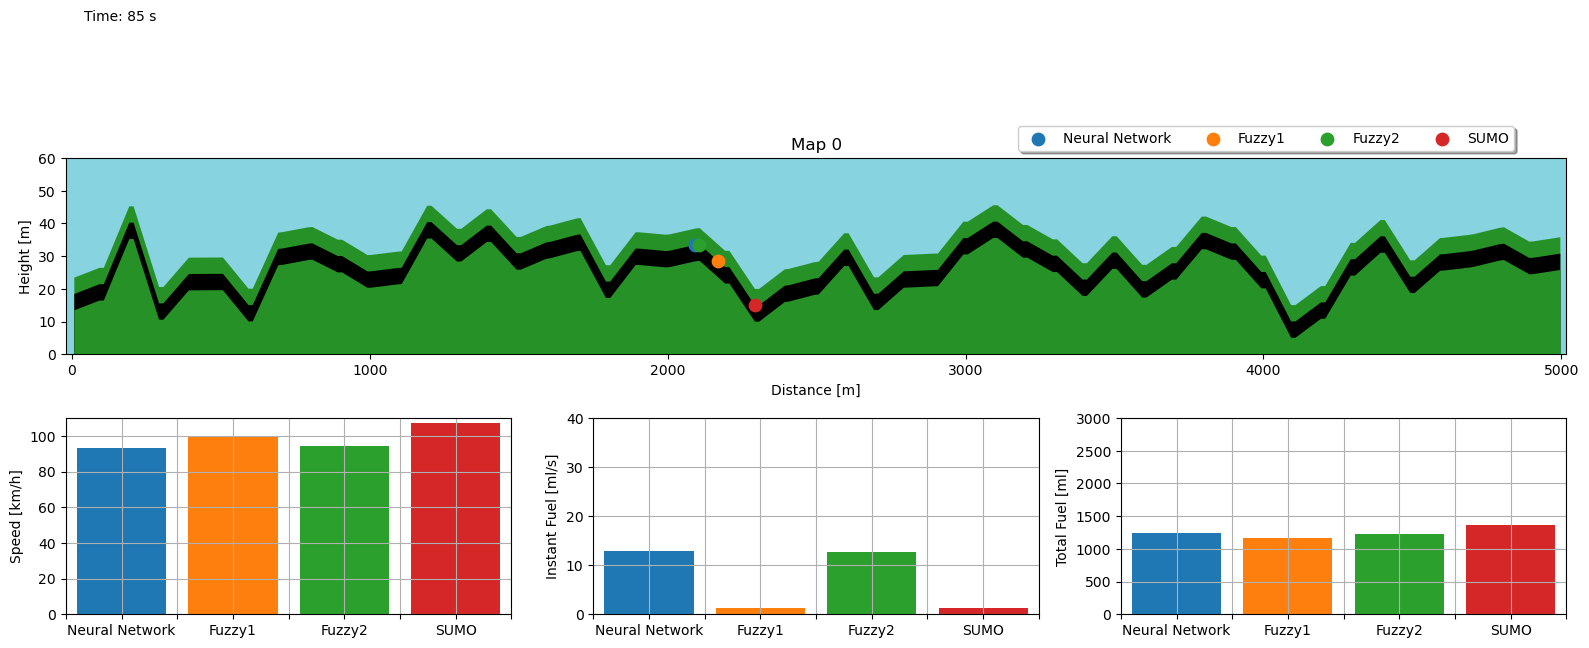 Time: 85 s
Map 0
Neural Network Fuzzy1 Fuzzy2 SUMO
Height [m]
60
50
40
30
20
10
0
0 1000 2000 3000 4000 5000
Distance [m]
Speed [km/h]
100
80
60
40
20
0
Neural Network Fuzzy1 Fuzzy2 SUMO
Instant Fuel [ml/s]
40
30
20
10
0
Neural Network Fuzzy1 Fuzzy2 SUMO
Total Fuel [ml]
3000
2500
2000
1500
1000
500
0
Neural Network Fuzzy1 Fuzzy2 SUMO